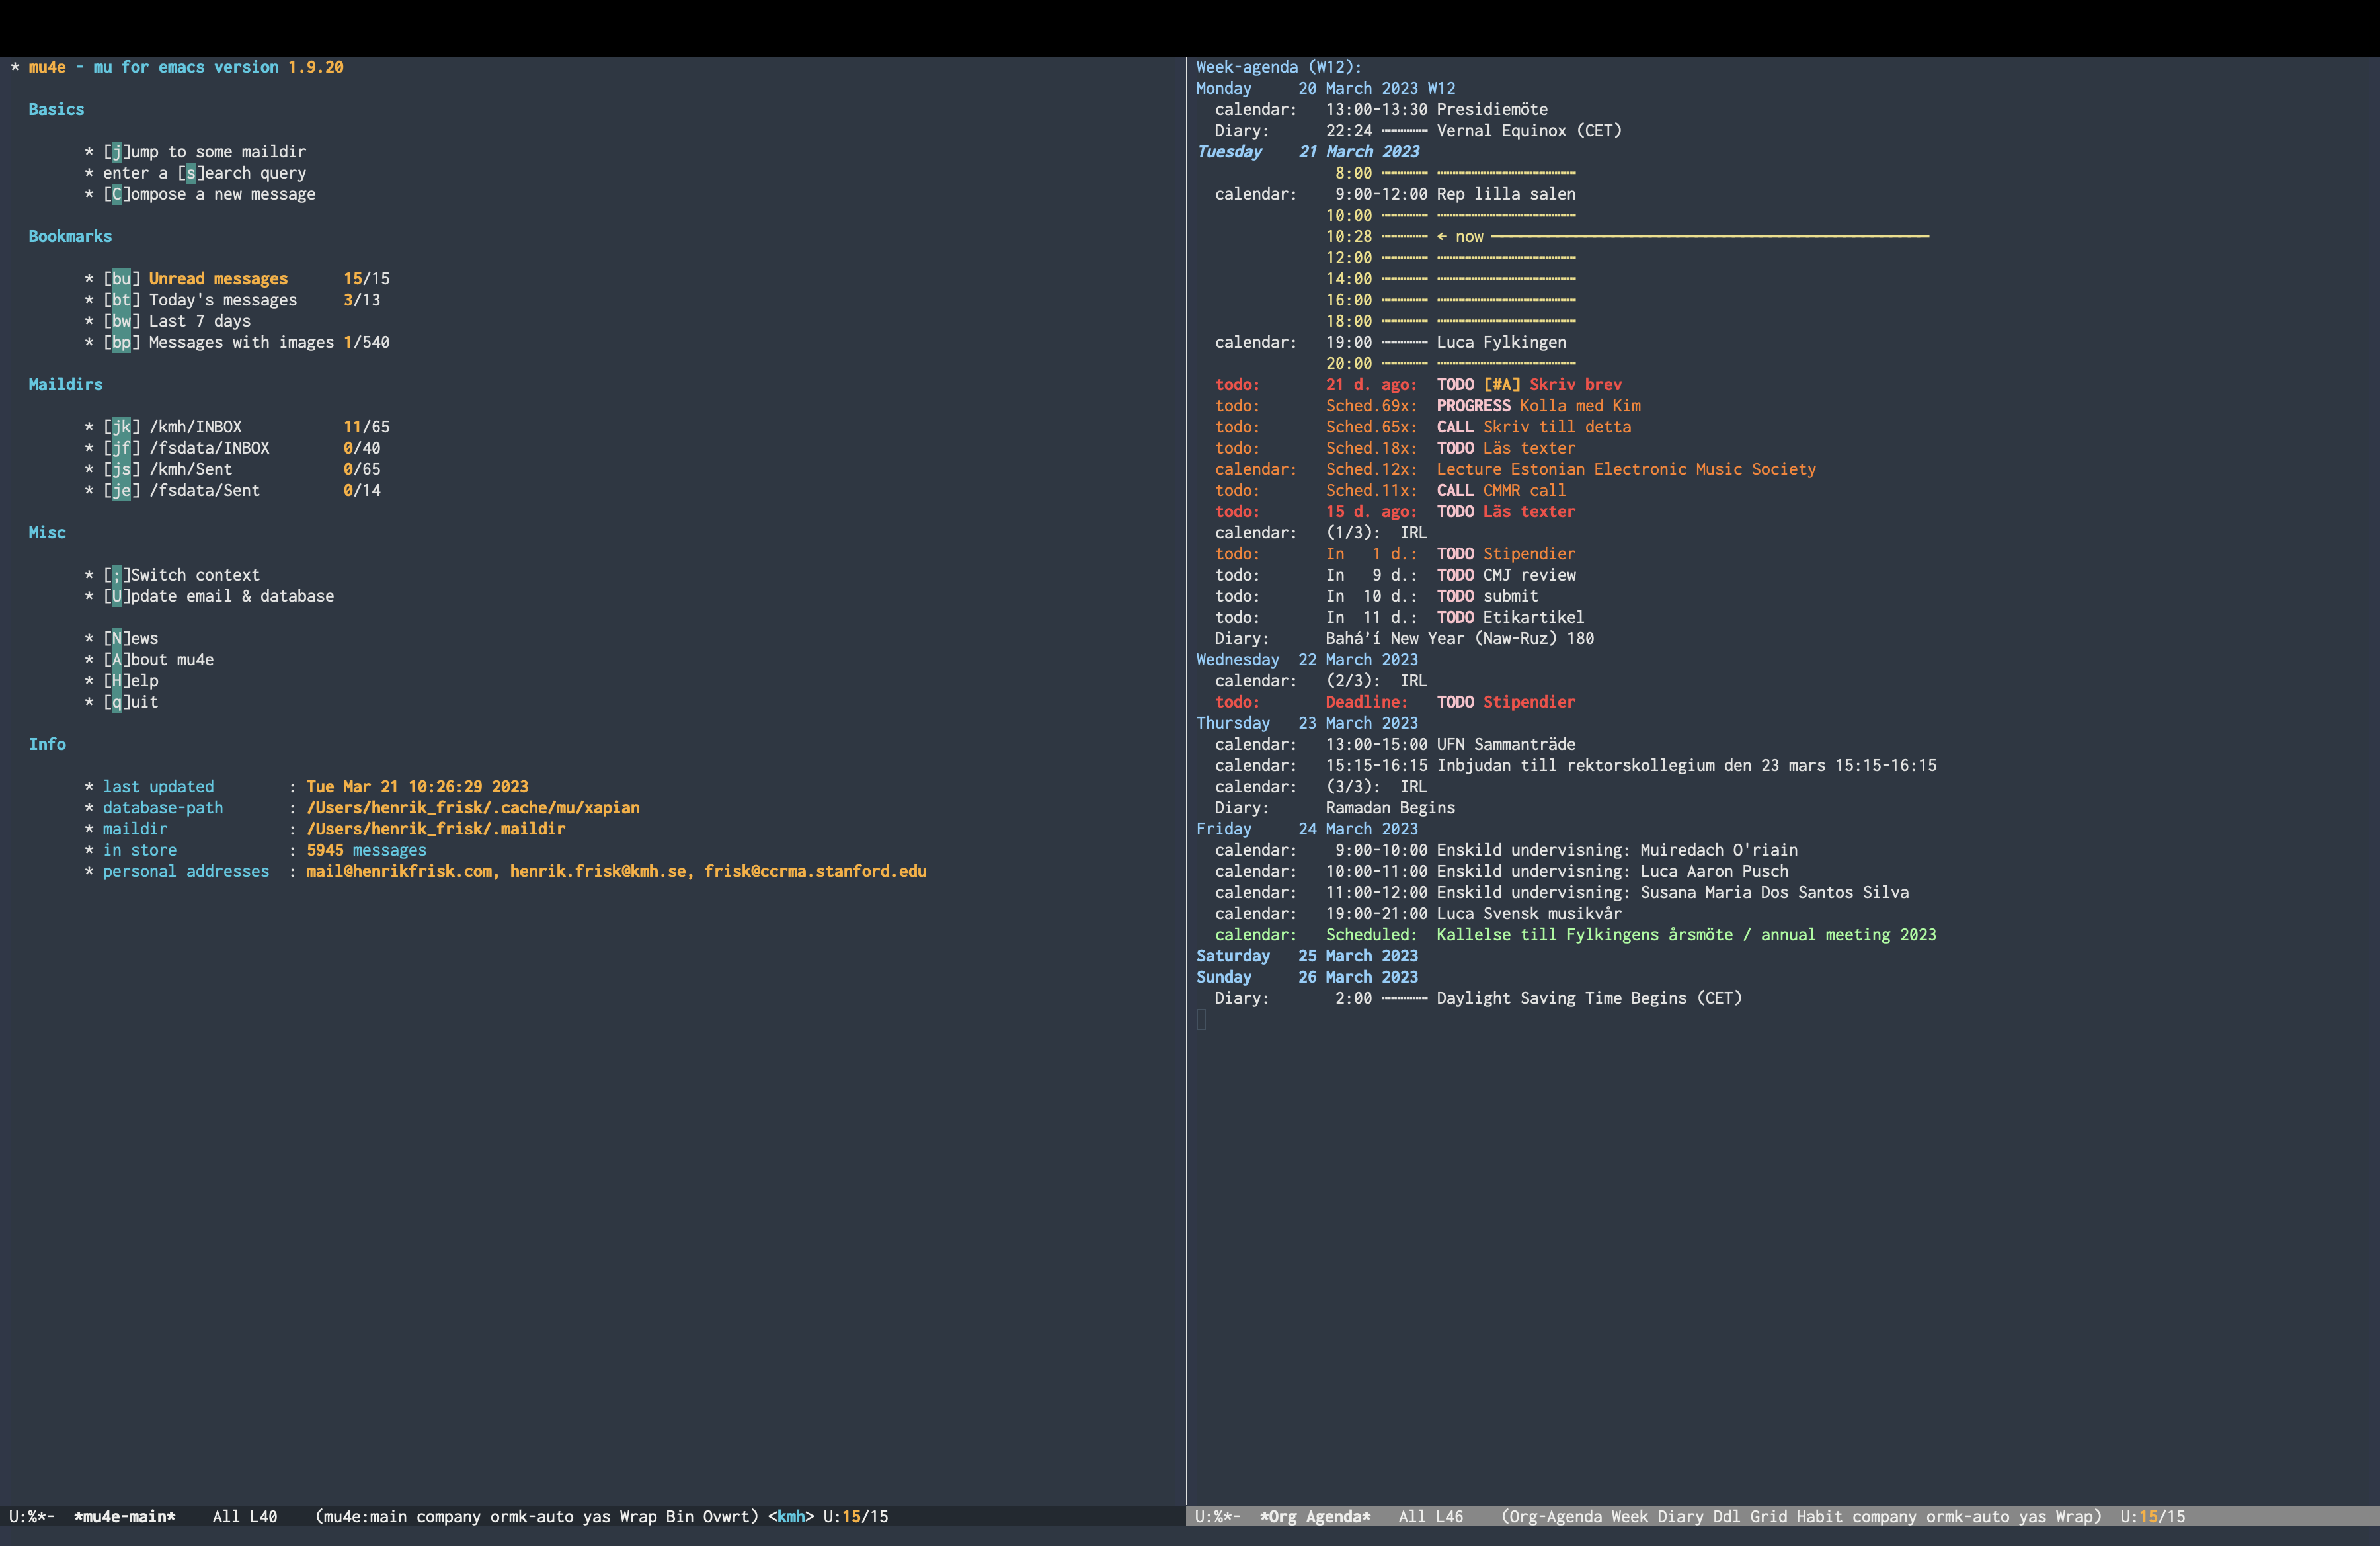 * mu4e - mu for emacs version 1.9.20
Basics
* [j]ump to some maildir
* enter a [s]earch query
* [C]ompose a new message
Bookmarks
* [bu] Unread messages 15/15
* [bt] Today's messages 3/13
* [bw] Last 7 days
* [bp] Messages with images 1/540
Maildirs
* [jk] /kmh/INBOX 11/65
* [jf] /fsdata/INBOX 0/40
* [js] /kmh/Sent 0/65
* [je] /fsdata/Sent 0/14
Misc
* [;]Switch context
* [U]pdate email & database
* [N]ews
* [A]bout mu4e
* [H]elp
* [q]uit
Info
* last updated : Tue Mar 21 10:26:29 2023
* database-path : /Users/henrik_frisk/.cache/mu/xapian
* maildir : /Users/henrik_frisk/.maildir
* in store : 5945 messages
* personal addresses : mail@henrikfrisk.com, henrik.frisk@kmh.se, frisk@ccrma.stanford.edu
U:%*- *mu4e-main* All L40 (mu4e:main company ormk-auto yas Wrap Bin Ovwrt) <kmh> U:15/15
Week-agenda (W12):
Monday 20 March 2023 W12
calendar: 13:00-13:30 Presidiemöte
Diary: 22:24 ┄┄┄┄┄ Vernal Equinox (CET)
Tuesday 21 March 2023
8:00 ┄┄┄┄┄ ┄┄┄┄┄┄┄┄┄┄┄┄┄┄┄
calendar: 9:00-12:00 Rep lilla salen
10:00 ┄┄┄┄┄ ┄┄┄┄┄┄┄┄┄┄┄┄┄┄┄
10:28 ┄┄┄┄┄ ← now ───────────────────────────────────────────────
12:00 ┄┄┄┄┄ ┄┄┄┄┄┄┄┄┄┄┄┄┄┄┄
14:00 ┄┄┄┄┄ ┄┄┄┄┄┄┄┄┄┄┄┄┄┄┄
16:00 ┄┄┄┄┄ ┄┄┄┄┄┄┄┄┄┄┄┄┄┄┄
18:00 ┄┄┄┄┄ ┄┄┄┄┄┄┄┄┄┄┄┄┄┄┄
calendar: 19:00 ┄┄┄┄┄ Luca Fylkingen
20:00 ┄┄┄┄┄ ┄┄┄┄┄┄┄┄┄┄┄┄┄┄┄
todo: 21 d. ago: TODO [#A] Skriv brev
todo: Sched.69x: PROGRESS Kolla med Kim
todo: Sched.65x: CALL Skriv till detta
todo: Sched.18x: TODO Läs texter
calendar: Sched.12x: Lecture Estonian Electronic Music Society
todo: Sched.11x: CALL CMMR call
todo: 15 d. ago: TODO Läs texter
calendar: (1/3): IRL
todo: In 1 d.: TODO Stipendier
todo: In 9 d.: TODO CMJ review
todo: In 10 d.: TODO submit
todo: In 11 d.: TODO Etikartikel
Diary: Bahá’í New Year (Naw-Ruz) 180
Wednesday 22 March 2023
calendar: (2/3): IRL
todo: Deadline: TODO Stipendier
Thursday 23 March 2023
calendar: 13:00-15:00 UFN Sammanträde
calendar: 15:15-16:15 Inbjudan till rektorskollegium den 23 mars 15:15-16:15
calendar: (3/3): IRL
Diary: Ramadan Begins
Friday 24 March 2023
calendar: 9:00-10:00 Enskild undervisning: Muiredach O'riain
calendar: 10:00-11:00 Enskild undervisning: Luca Aaron Pusch
calendar: 11:00-12:00 Enskild undervisning: Susana Maria Dos Santos Silva
calendar: 19:00-21:00 Luca Svensk musikvår
calendar: Scheduled: Kallelse till Fylkingens årsmöte / annual meeting 2023
Saturday 25 March 2023
Sunday 26 March 2023
Diary: 2:00 ┄┄┄┄┄ Daylight Saving Time Begins (CET)
U:%*- *Org Agenda* All L46 (Org-Agenda Week Diary Ddl Grid Habit company ormk-auto yas Wrap) U:15/15